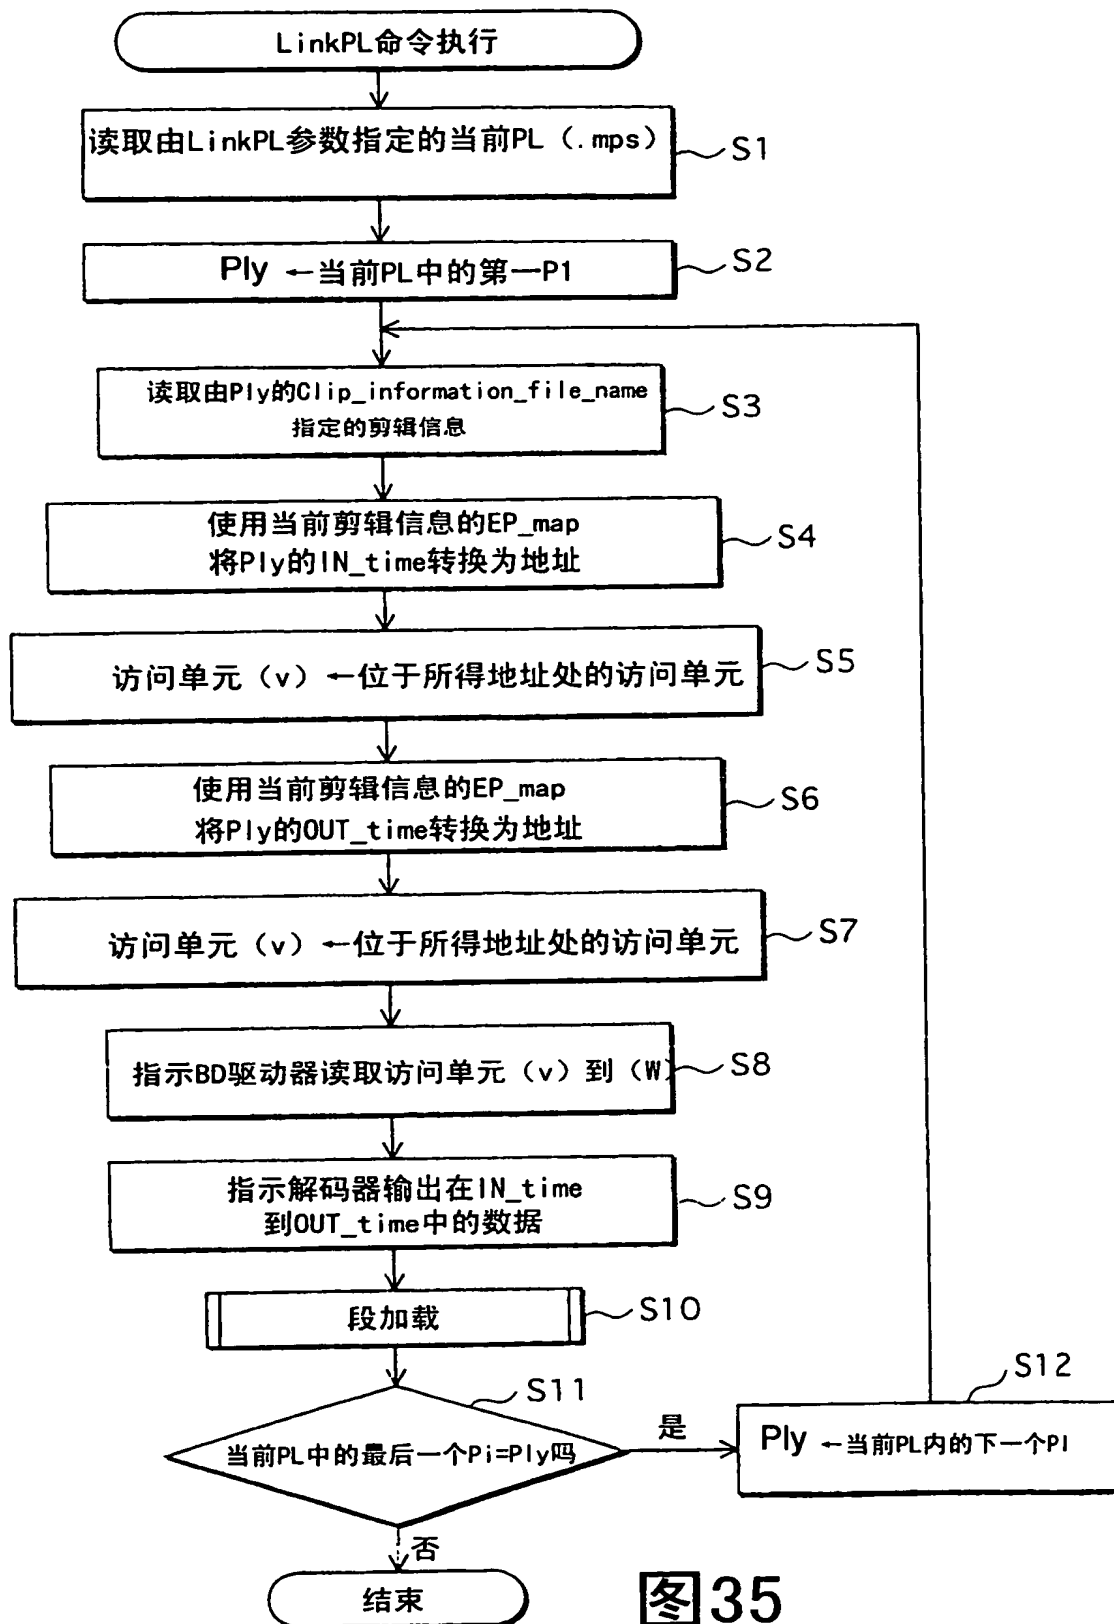 LinkPL命令执行
读取由LinkPL参数指定的当前PL（.mps）
S1
Ply ←当前PL中的第一P1
S2
读取由Ply的Clip_information_file_name
指定的剪辑信息
S3
使用当前剪辑信息的EP_map
将Ply的IN_time转换为地址
S4
访问单元（v）←位于所得地址处的访问单元
S5
使用当前剪辑信息的EP_map
将Ply的OUT_time转换为地址
S6
访问单元（v）←位于所得地址处的访问单元
S7
指示BD驱动器读取访问单元（v）到（W）
S8
指示解码器输出在IN_time
到OUT_time中的数据
S9
段加载
S10
当前PL中的最后一个Pi=Ply吗
S11
是
Ply ←当前PL内的下一个PI
S12
否
结束
图35